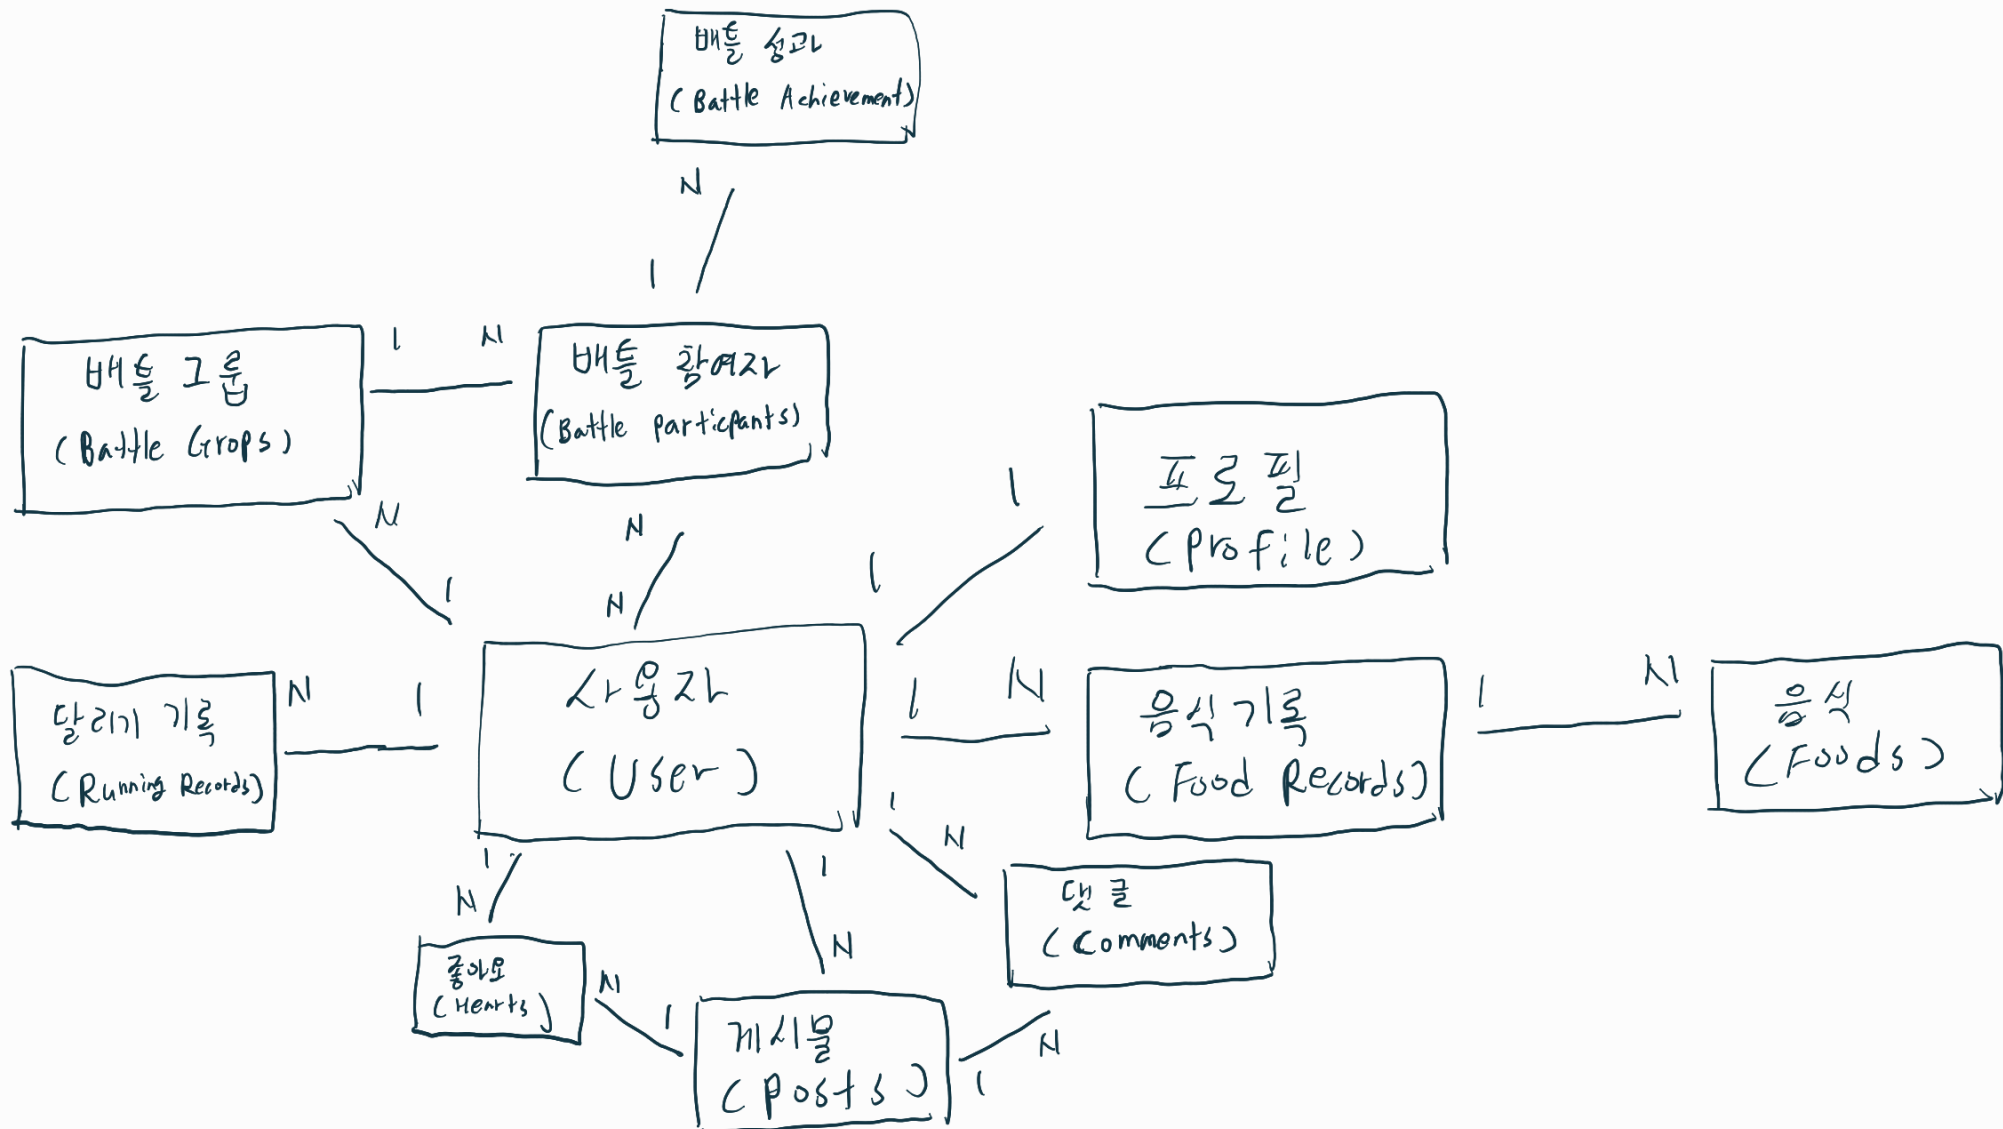 배틀 성과
(Battle Achievement)
N
1
배틀 그룹
(Battle Grops)
1 N
배틀 참여자
(Battle Particpants)
N
1
N
N
1
1
프로필
(Profile)
달리기 기록
(Running Records)
N 1
사용자
(User)
1 N
음식 기록
(Food Records)
1 N
음식
(Foods)
1
N
1
N
1
N
댓글
(Comments)
좋아요
(Hearts)
N 1
게시물
(Posts)
1 N